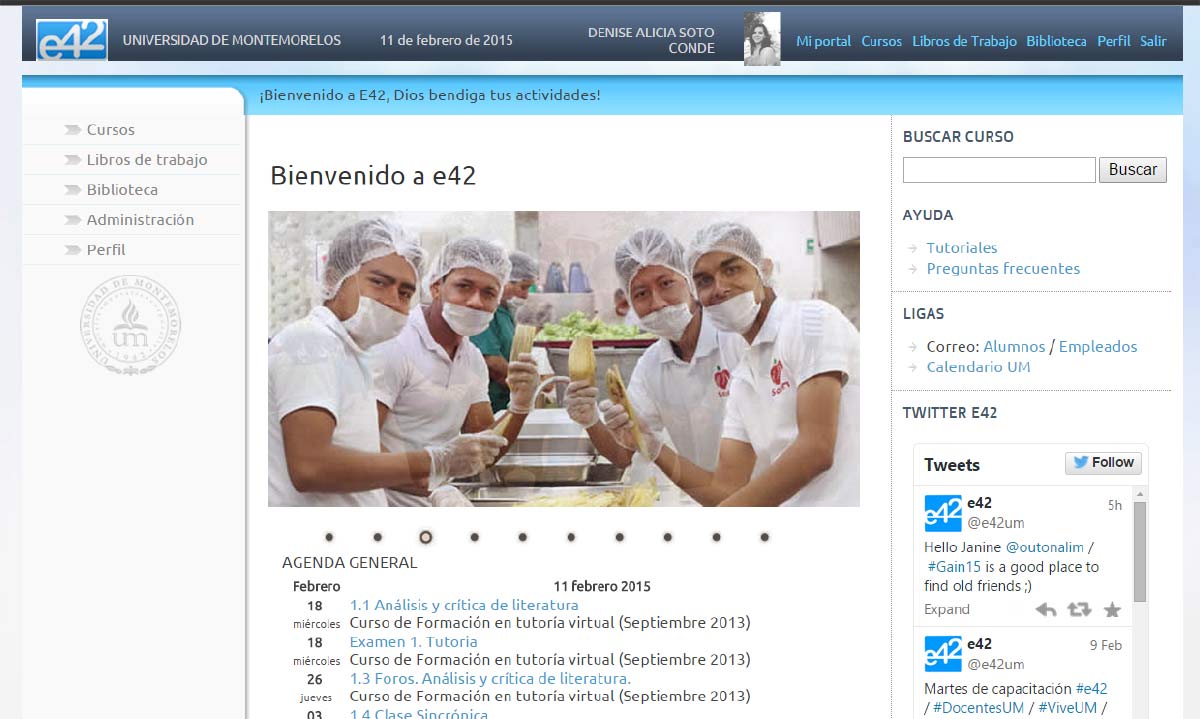 e42
UNIVERSIDAD DE MONTEMORELOS
11 de febrero de 2015
DENISE ALICIA SOTO
CONDE
Mi portal Cursos Libros de Trabajo Biblioteca Perfil Salir
¡Bienvenido a E42, Dios bendiga tus actividades!
Cursos
Libros de trabajo
Biblioteca
Administración
Perfil
UNIVERSIDAD DE MONTEMORELOS
um
1942
Bienvenido a e42
AGENDA GENERAL
Febrero 11 febrero 2015
18 1.1 Análisis y crítica de literatura
miércoles Curso de Formación en tutoría virtual (Septiembre 2013)
18 Examen 1. Tutoria
miércoles Curso de Formación en tutoría virtual (Septiembre 2013)
26 1.3 Foros. Análisis y crítica de literatura.
jueves Curso de Formación en tutoría virtual (Septiembre 2013)
03 1.4 Clase Sincrónica
BUSCAR CURSO
Buscar
AYUDA
Tutoriales
Preguntas frecuentes
LIGAS
Correo: Alumnos / Empleados
Calendario UM
TWITTER E42
Tweets Follow
e42
e42 5h
@e42um
Hello Janine @outonalim /
#Gain15 is a good place to
find old friends ;)
Expand
e42
e42 9 Feb
@e42um
Martes de capacitación #e42
/ #DocentesUM / #ViveUM /